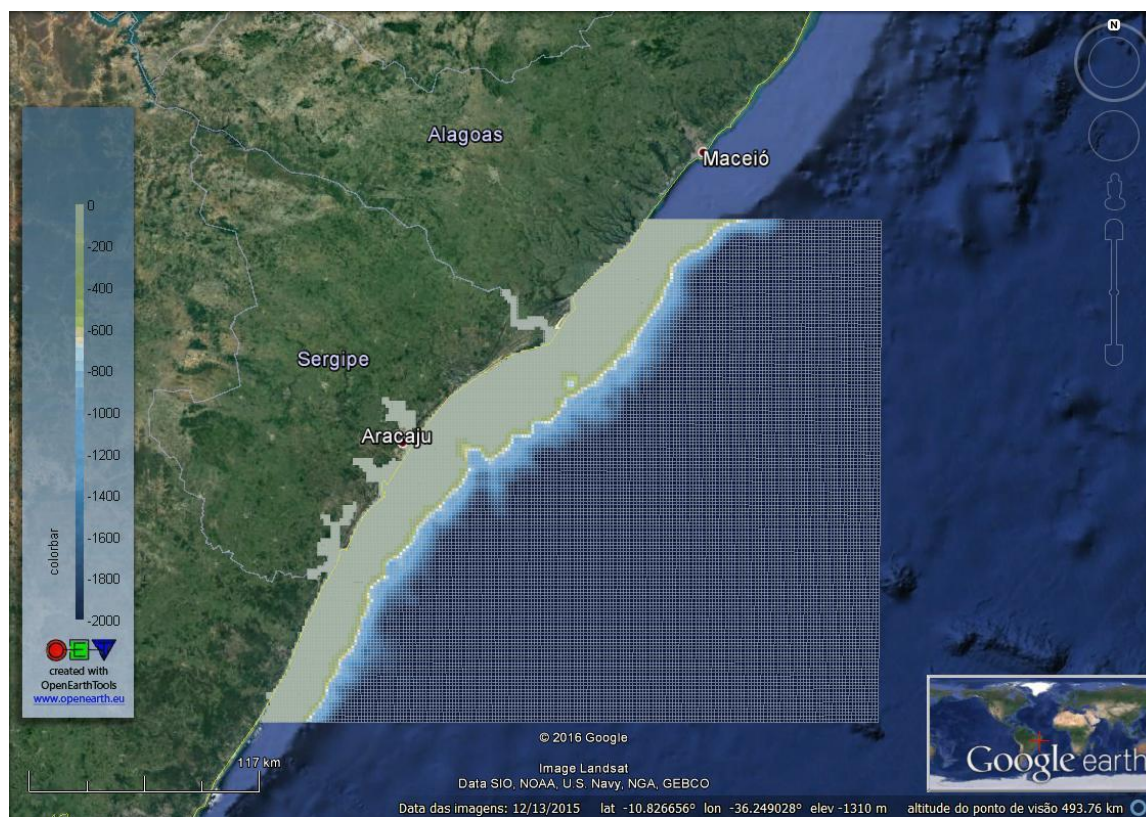 N
Alagoas
Maceió
0
-200
-400
-600
-800
-1000
-1200
-1400
-1600
-1800
-2000
colorbar
Sergipe
Aracaju
E
created with
OpenEarthTools
www.openearth.eu
117 km
© 2016 Google
Image Landsat
Data SIO, NOAA, U.S. Navy, NGA, GEBCO
Google earth
Data das imagens: 12/13/2015 lat -10.826656° lon -36.249028° elev -1310 m altitude do ponto de visão 493.76 km